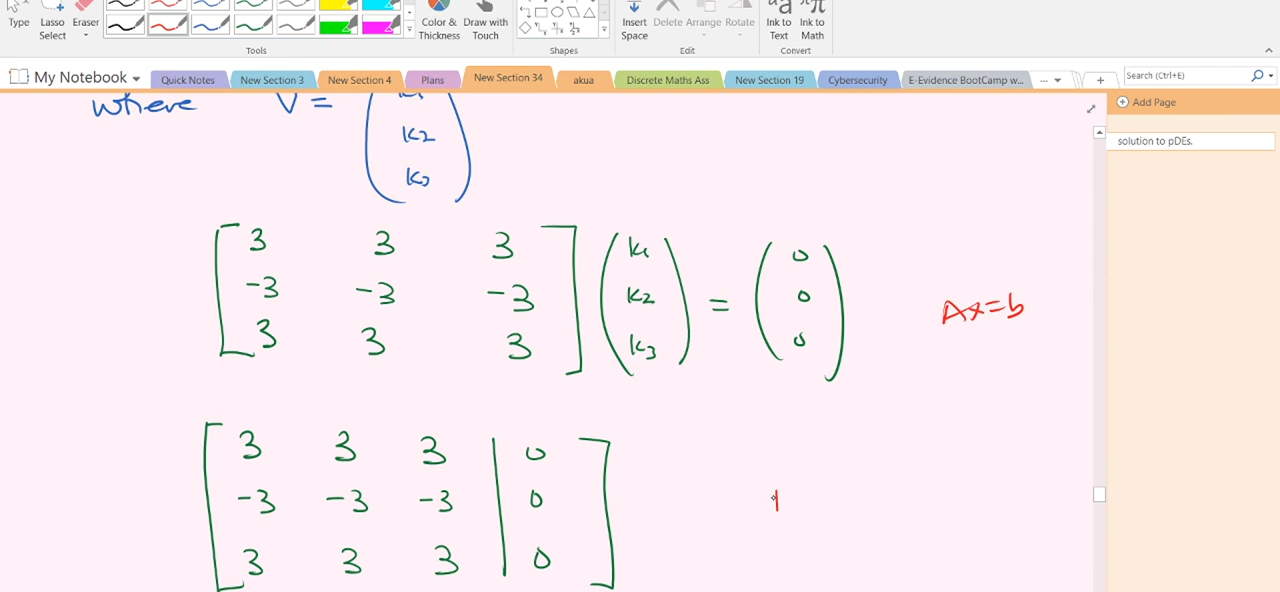 Type
Lasso Select
Eraser
Color & Thickness
Draw with Touch
Insert Space
Delete
Arrange
Rotate
Ink to Text
Ink to Math
Tools
Shapes
Edit
Convert
My Notebook
Quick Notes
New Section 3
New Section 4
Plans
New Section 34
akua
Discrete Maths Ass
New Section 19
Cybersecurity
E-Evidence BootCamp w...
...
+
Search (Ctrl+E)
Add Page
solution to pDEs.
where V =
k2
k3
3 3 3 k1 0
-3 -3 -3 k2 = 0
3 3 3 k3 0
Ax=b
3 3 3 | 0
-3 -3 -3 | 0
3 3 3 | 0